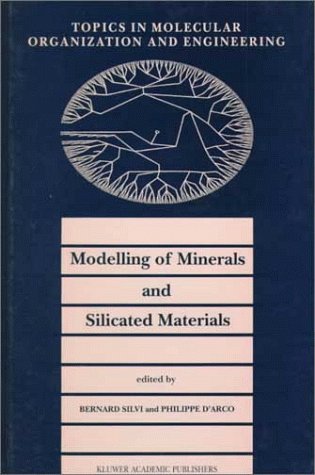 TOPICS IN MOLECULAR
ORGANIZATION AND ENGINEERING
Modelling of Minerals
and
Silicated Materials
edited by
BERNARD SILVI and PHILIPPE D'ARCO
KLUWER ACADEMIC PUBLISHERS